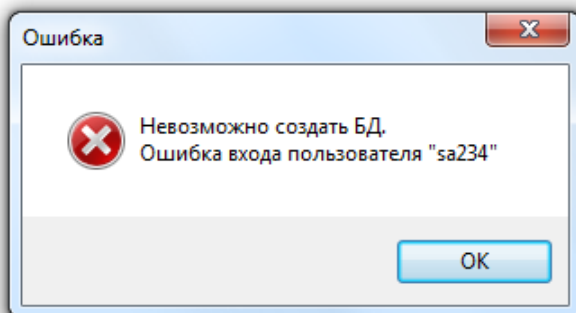 Ошибка
Невозможно создать БД.
Ошибка входа пользователя "sa234"
OK